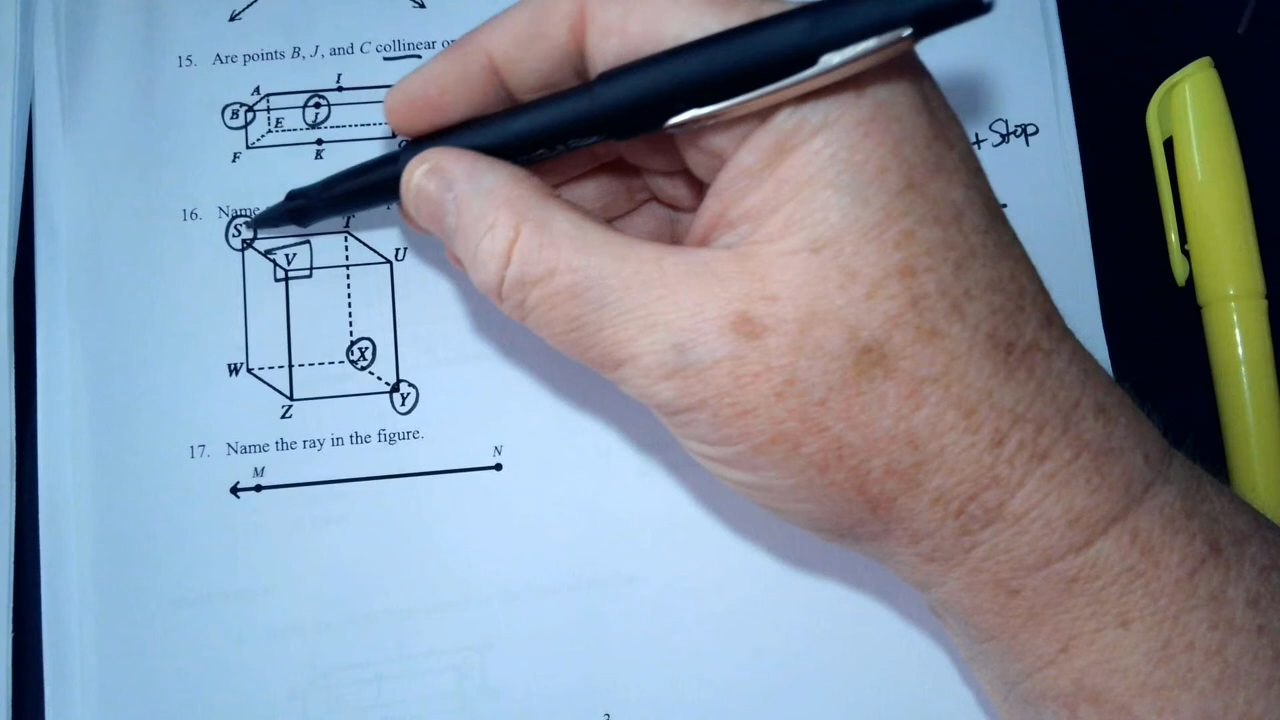 15. Are points B, J, and C collinear or
A
I
B
J
E
F
K
+ Stop
16. Name
S
T
V
U
W
X
Z
Y
17. Name the ray in the figure.
M
N